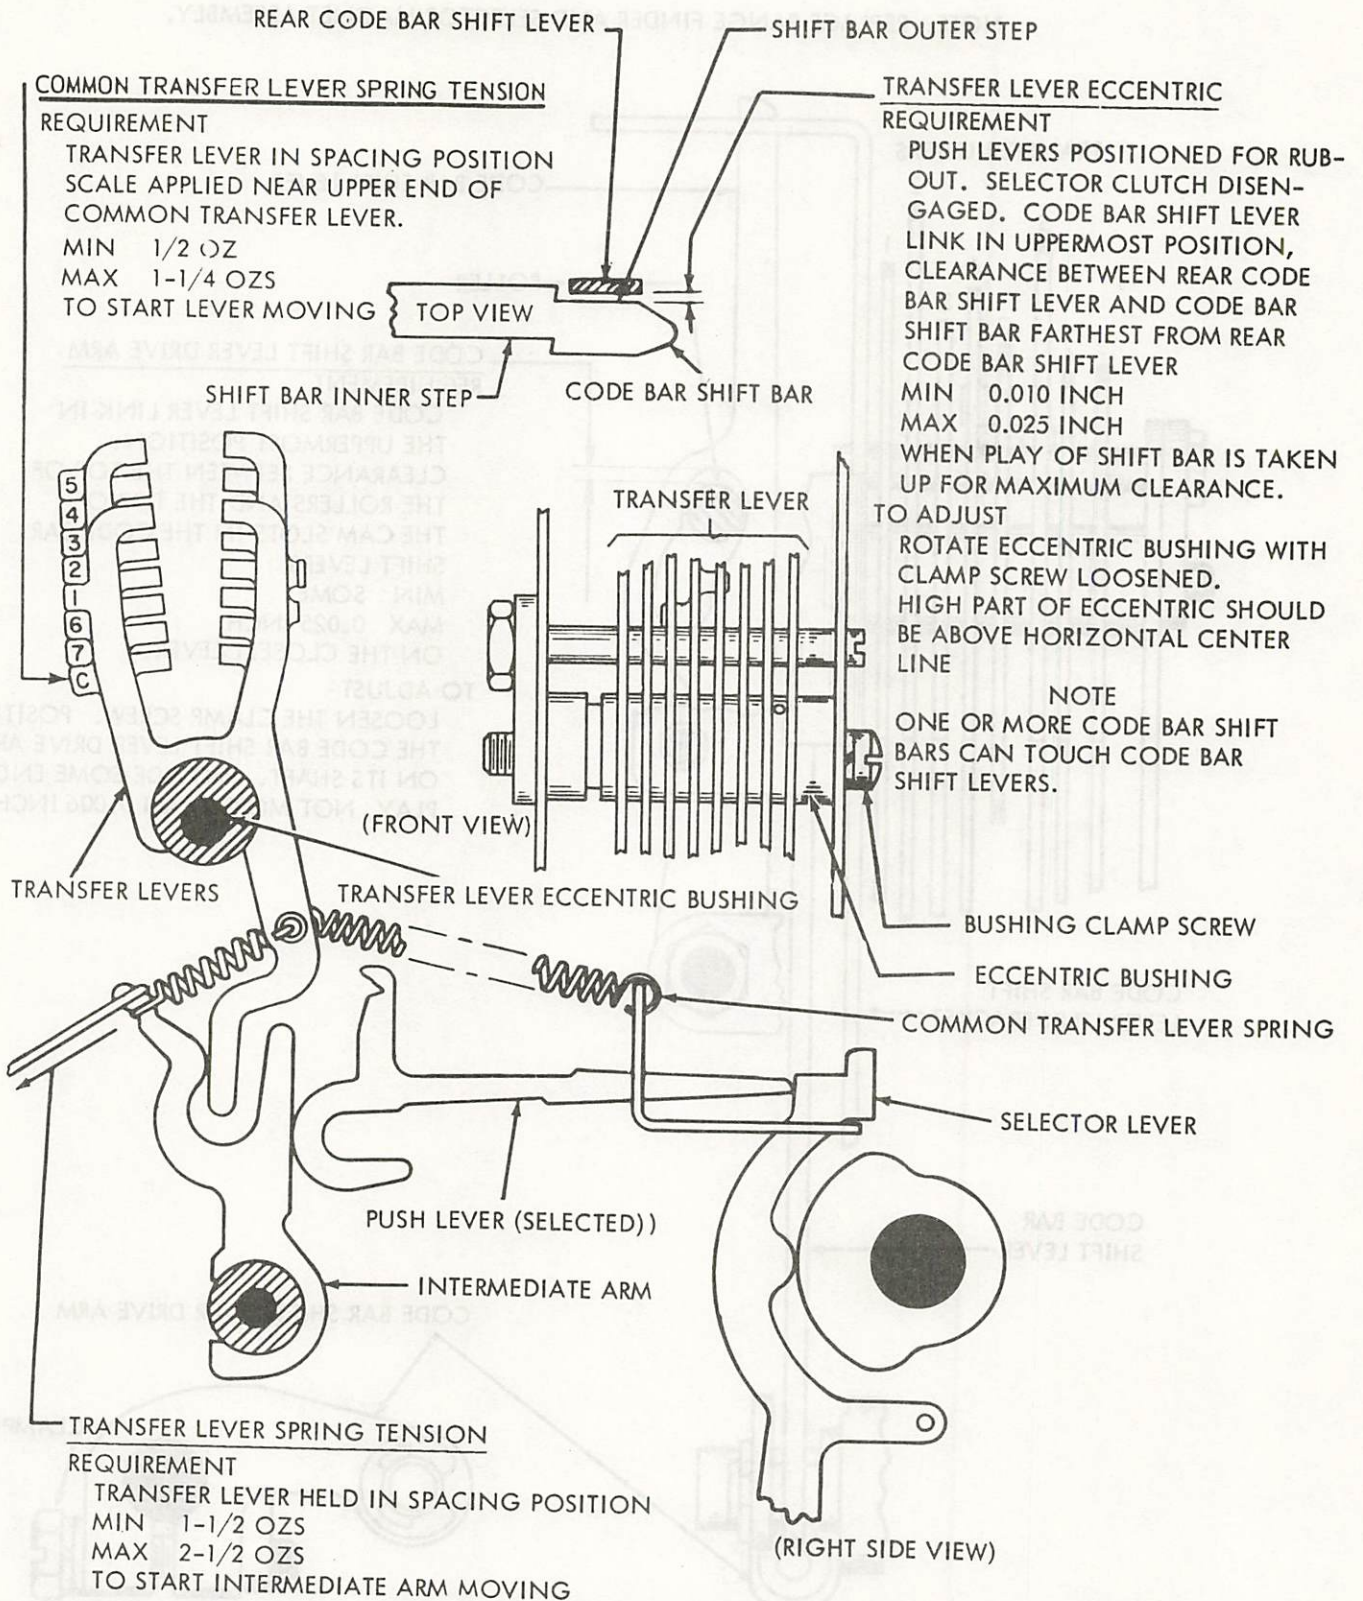 REAR CODE BAR SHIFT LEVER
SHIFT BAR OUTER STEP
COMMON TRANSFER LEVER SPRING TENSION
REQUIREMENT
TRANSFER LEVER IN SPACING POSITION
SCALE APPLIED NEAR UPPER END OF
COMMON TRANSFER LEVER.
MIN 1/2 OZ
MAX 1-1/4 OZS
TO START LEVER MOVING
TOP VIEW
SHIFT BAR INNER STEP
CODE BAR SHIFT BAR
TRANSFER LEVER ECCENTRIC
REQUIREMENT
PUSH LEVERS POSITIONED FOR RUB-
OUT. SELECTOR CLUTCH DISEN-
GAGED. CODE BAR SHIFT LEVER
LINK IN UPPERMOST POSITION,
CLEARANCE BETWEEN REAR CODE
BAR SHIFT LEVER AND CODE BAR
SHIFT BAR FARTHEST FROM REAR
CODE BAR SHIFT LEVER
MIN 0.010 INCH
MAX 0.025 INCH
WHEN PLAY OF SHIFT BAR IS TAKEN
UP FOR MAXIMUM CLEARANCE.
TO ADJUST
ROTATE ECCENTRIC BUSHING WITH
CLAMP SCREW LOOSENED.
HIGH PART OF ECCENTRIC SHOULD
BE ABOVE HORIZONTAL CENTER
LINE
NOTE
ONE OR MORE CODE BAR SHIFT
BARS CAN TOUCH CODE BAR
SHIFT LEVERS.
5
4
3
2
1
6
7
C
TRANSFER LEVER
(FRONT VIEW)
TRANSFER LEVERS
TRANSFER LEVER ECCENTRIC BUSHING
BUSHING CLAMP SCREW
ECCENTRIC BUSHING
COMMON TRANSFER LEVER SPRING
SELECTOR LEVER
PUSH LEVER (SELECTED))
INTERMEDIATE ARM
TRANSFER LEVER SPRING TENSION
REQUIREMENT
TRANSFER LEVER HELD IN SPACING POSITION
MIN 1-1/2 OZS
MAX 2-1/2 OZS
TO START INTERMEDIATE ARM MOVING
(RIGHT SIDE VIEW)